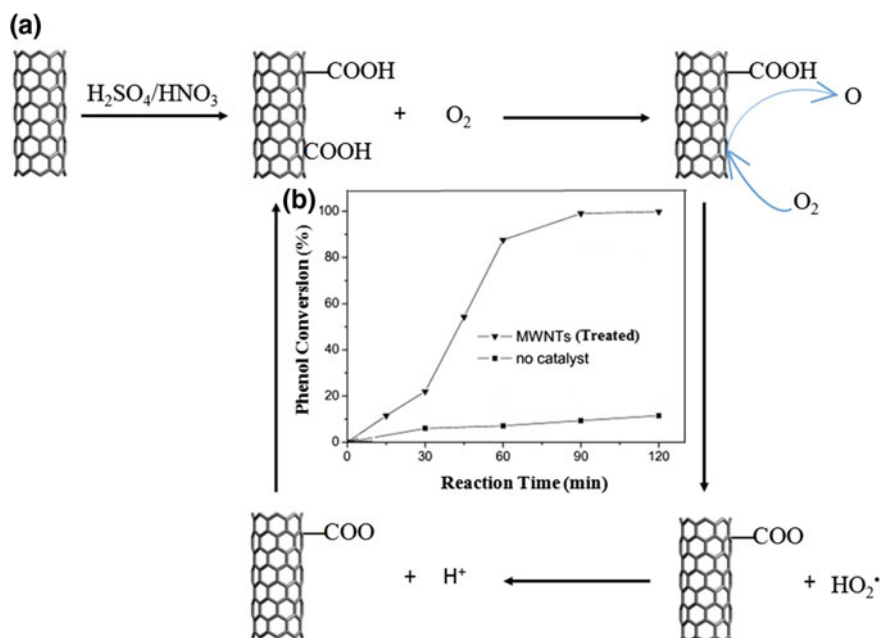 (a)
H₂SO₄/HNO₃
COOH
COOH
+ O₂
COOH
O
O₂
(b)
Phenol Conversion (%)
100
80
60
40
20
0
MWNTs (Treated)
no catalyst
0 30 60 90 120
Reaction Time (min)
COO
+ H⁺
COO
+ HO₂•